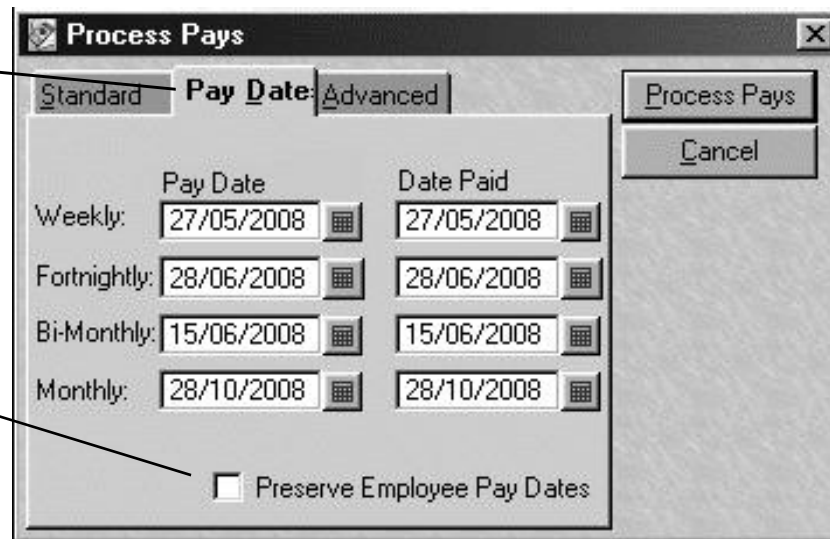 Process Pays
Standard Pay Date: Advanced Process Pays
Cancel
Pay Date Date Paid
Weekly: 27/05/2008 27/05/2008
Fortnightly: 28/06/2008 28/06/2008
Bi-Monthly: 15/06/2008 15/06/2008
Monthly: 28/10/2008 28/10/2008
Preserve Employee Pay Dates